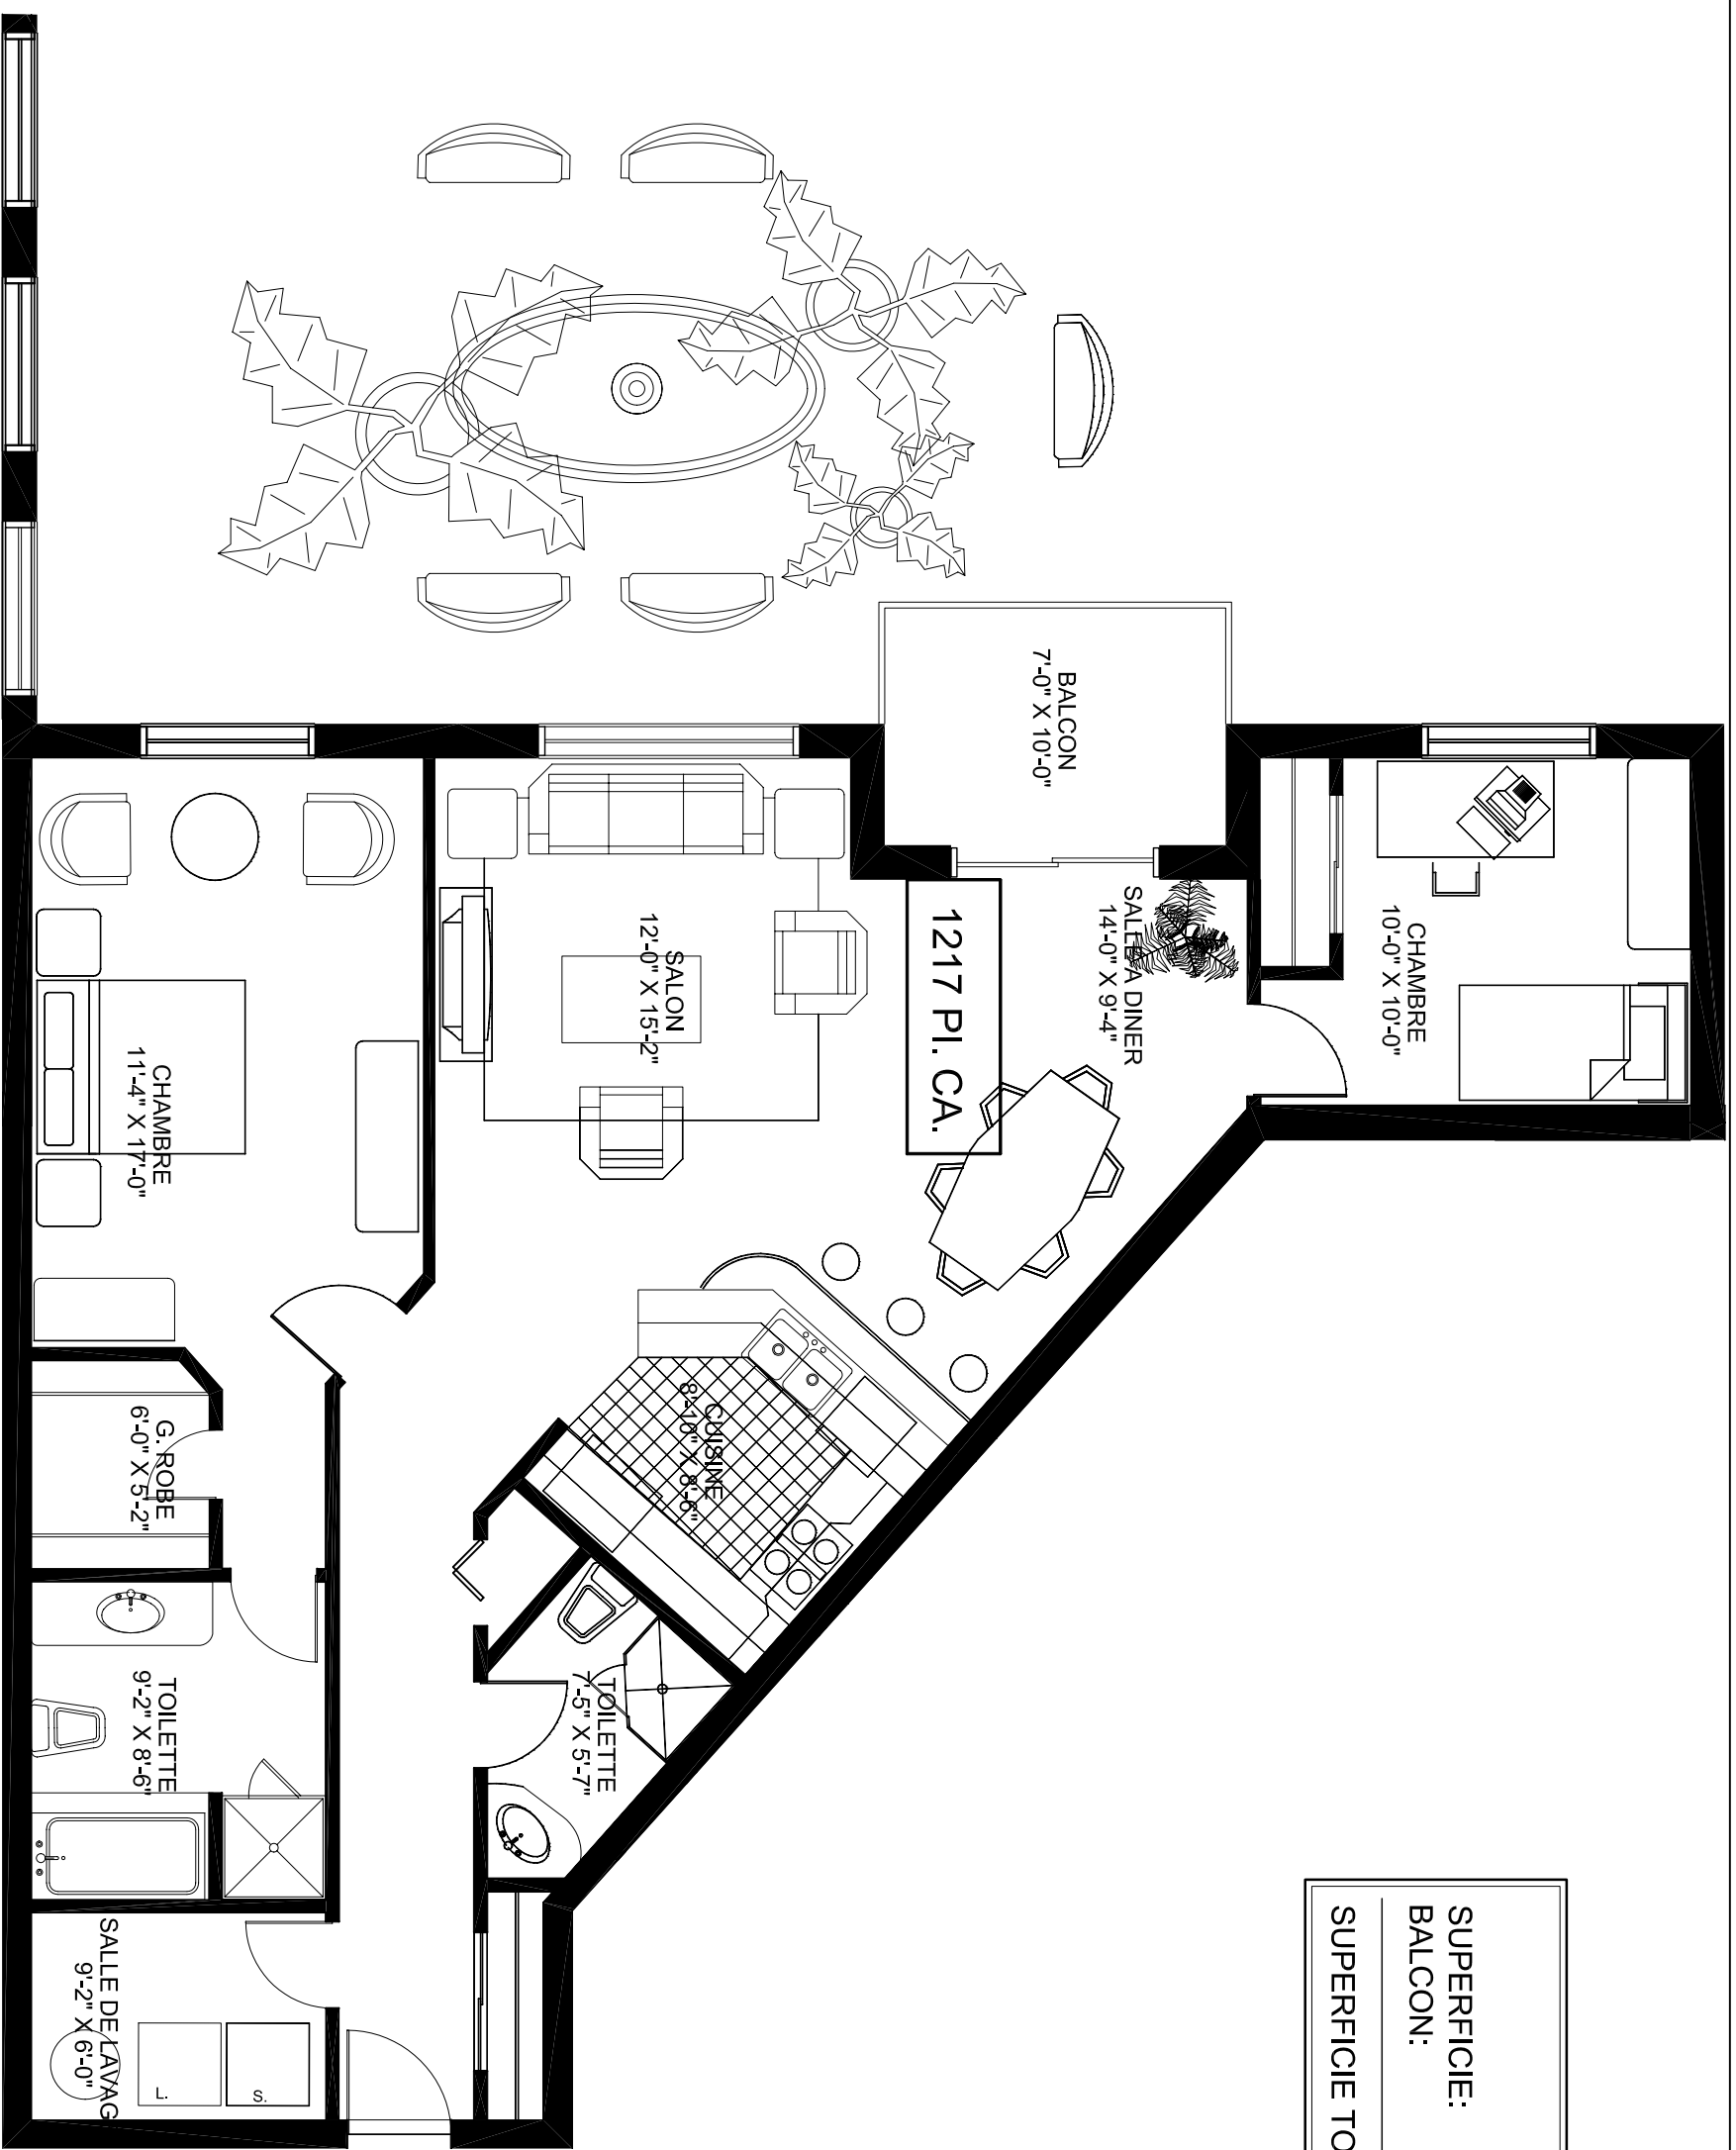 SUPERFICIE:
BALCON:
SUPERFICIE TO
CHAMBRE
10'-0" X 10'-0"
BALCON
7'-0" X 10'-0"
SALLE A DINER
14'-0" X 9'-4"
1217 PI. CA.
SALON
12'-0" X 15'-2"
CHAMBRE
11'-4" X 17'-0"
CUISINE
8'-10" X 8'-6"
G. ROBE
6'-0" X 5'-2"
TOILETTE
7'-5" X 5'-7"
TOILETTE
9'-2" X 8'-6"
SALLE DE LAVAG
9'-2" X 6'-0"
L.
S.